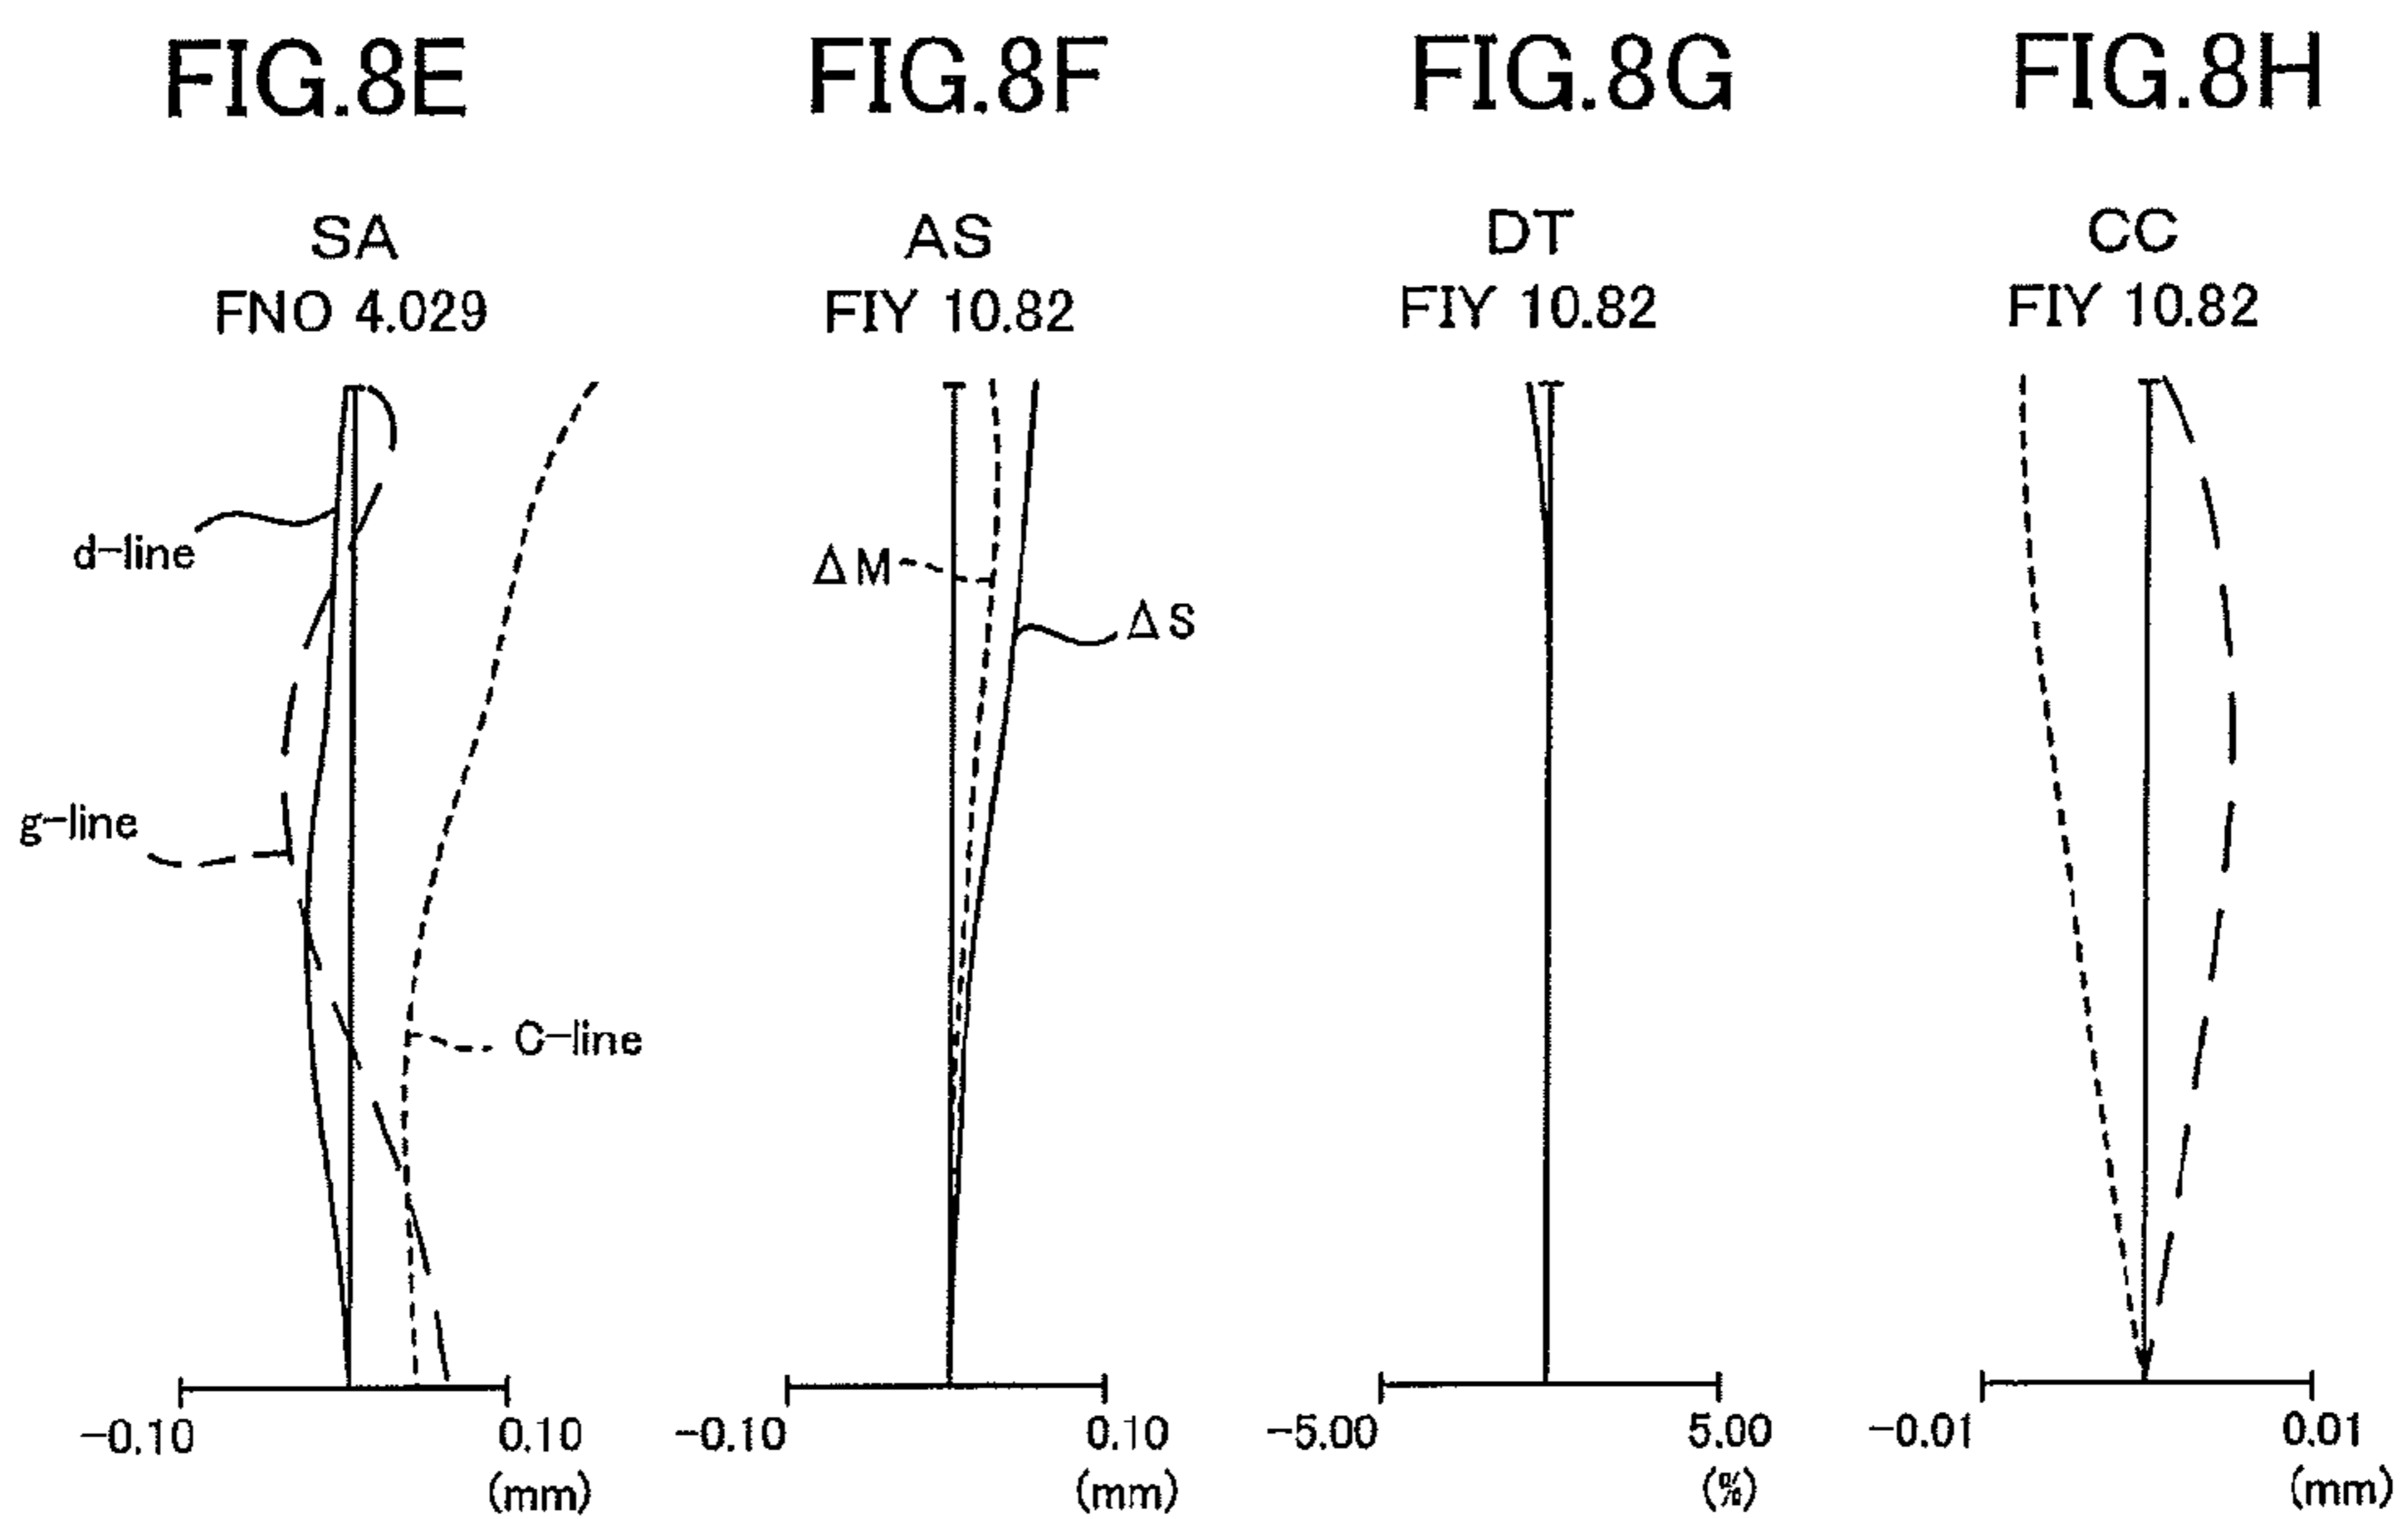 FIG.8E
FIG.8F
FIG.8G
FIG.8H
SA
FNO 4.029
AS
FIY 10.82
DT
FIY 10.82
CC
FIY 10.82
d-line
g-line
C-line
ΔM
ΔS
-0.10
0.10
(mm)
-0.10
0.10
(mm)
-5.00
5.00
(%)
-0.01
0.01
(mm)